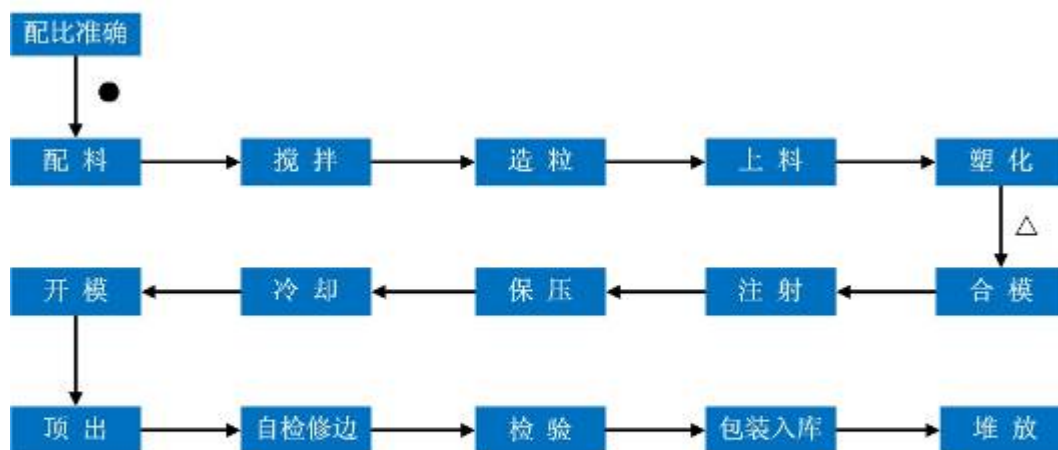 配比准确
配料
搅拌
造粒
上料
塑化
合模
注射
保压
冷却
开模
顶出
自检修边
检验
包装入库
堆放